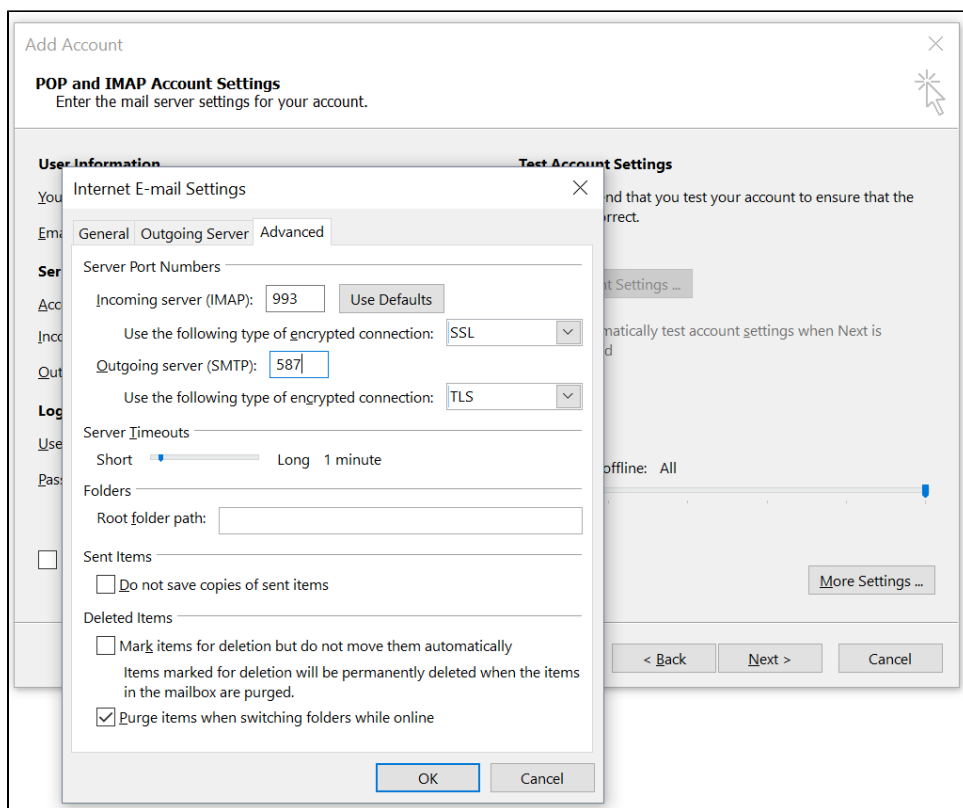 Add Account
POP and IMAP Account Settings
Enter the mail server settings for your account.
User Information
Test Account Settings
Internet E-mail Settings
General Outgoing Server Advanced
Server Port Numbers
Incoming server (IMAP): 993 Use Defaults
Use the following type of encrypted connection: SSL
Outgoing server (SMTP): 587
Use the following type of encrypted connection: TLS
Server Timeouts
Short Long 1 minute
Folders
Root folder path:
Sent Items
Do not save copies of sent items
Deleted Items
Mark items for deletion but do not move them automatically
Items marked for deletion will be permanently deleted when the items
in the mailbox are purged.
Purge items when switching folders while online
OK Cancel
that you test your account to ensure that the
Settings ...
account settings when Next is
offline: All
More Settings ...
< Back Next > Cancel